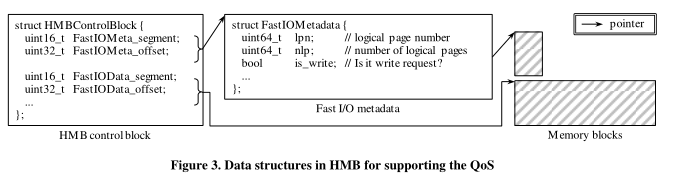 struct HMBControlBlock {
uint16_t FastIOMeta_segment;
uint32_t FastIOMeta_offset;
uint16_t FastIOData_segment;
uint32_t FastIOData_offset;
...
};
HMB control block
struct FastIOMetadata {
uint64_t lpn; // logical page number
uint64_t nlp; // number of logical pages
bool is_write; // Is it write request?
...
};
Fast I/O metadata
pointer
Memory blocks
Figure 3. Data structures in HMB for supporting the QoS